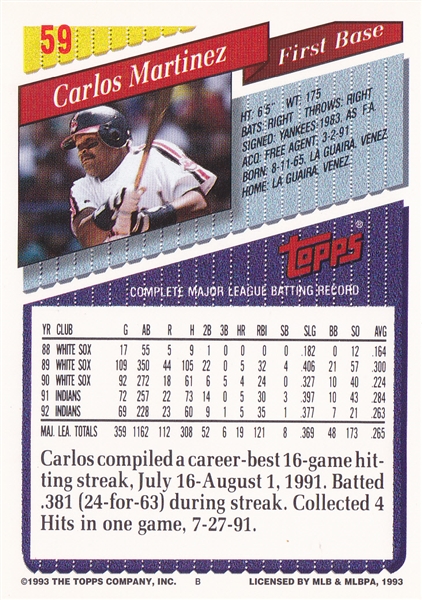 59
Carlos Martinez
First Base
HT: 6'5" WT: 175
BATS: RIGHT THROWS: RIGHT
SIGNED: YANKEES-1983, AS F.A.
ACQ: FREE AGENT, 3-2-91
BORN: 8-11-65, LA GUAIRA, VENEZ
HOME: LA GUAIRA, VENEZ
TOPPS®
COMPLETE MAJOR LEAGUE BATTING RECORD
YR CLUB G AB R H 2B 3B HR RBI SB SLG BB SO AVG
88 WHITE SOX 17 55 5 9 1 0 0 0 0 .182 0 12 .164
89 WHITE SOX 109 350 44 105 22 0 5 32 4 .406 21 57 .300
90 WHITE SOX 92 272 18 61 6 5 4 24 0 .327 10 40 .224
91 INDIANS 72 257 22 73 14 0 5 30 3 .397 10 43 .284
92 INDIANS 69 228 23 60 9 1 5 35 1 .377 7 21 .263
MAJ. LEA. TOTALS 359 1162 112 308 52 6 19 121 8 .369 48 173 .265
Carlos compiled a career-best 16-game hit-
ting streak, July 16-August 1, 1991. Batted
.381 (24-for-63) during streak. Collected 4
Hits in one game, 7-27-91.
©1993 THE TOPPS COMPANY, INC. B LICENSED BY MLB & MLBPA, 1993